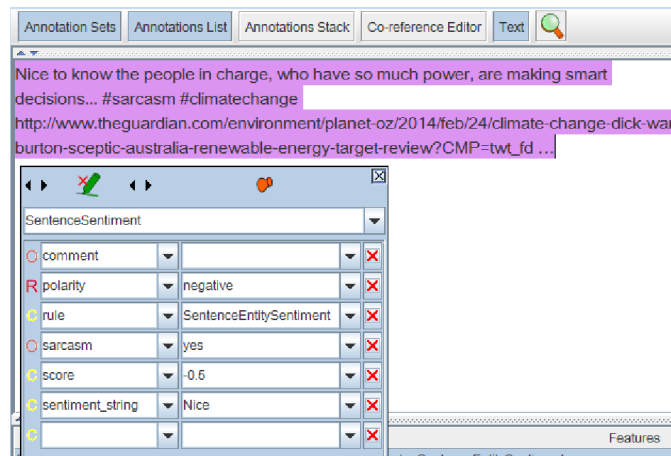 Annotation Sets Annotations List Annotations Stack Co-reference Editor Text
Nice to know the people in charge, who have so much power, are making smart
decisions... #sarcasm #climatechange
http://www.theguardian.com/environment/planet-oz/2014/feb/24/climate-change-dick-war
burton-sceptic-australia-renewable-energy-target-review?CMP=twt_fd ...
SentenceSentiment
O comment
R polarity negative
C rule SentenceEntitySentiment
O sarcasm yes
C score -0.5
C sentiment_string Nice
C
Features